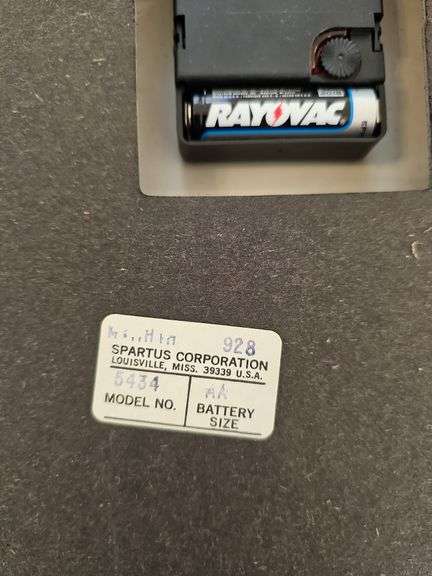 RAYOVAC
928
SPARTUS CORPORATION
LOUISVILLE, MISS. 39339 U.S.A.
5434 AA
MODEL NO. BATTERY
SIZE